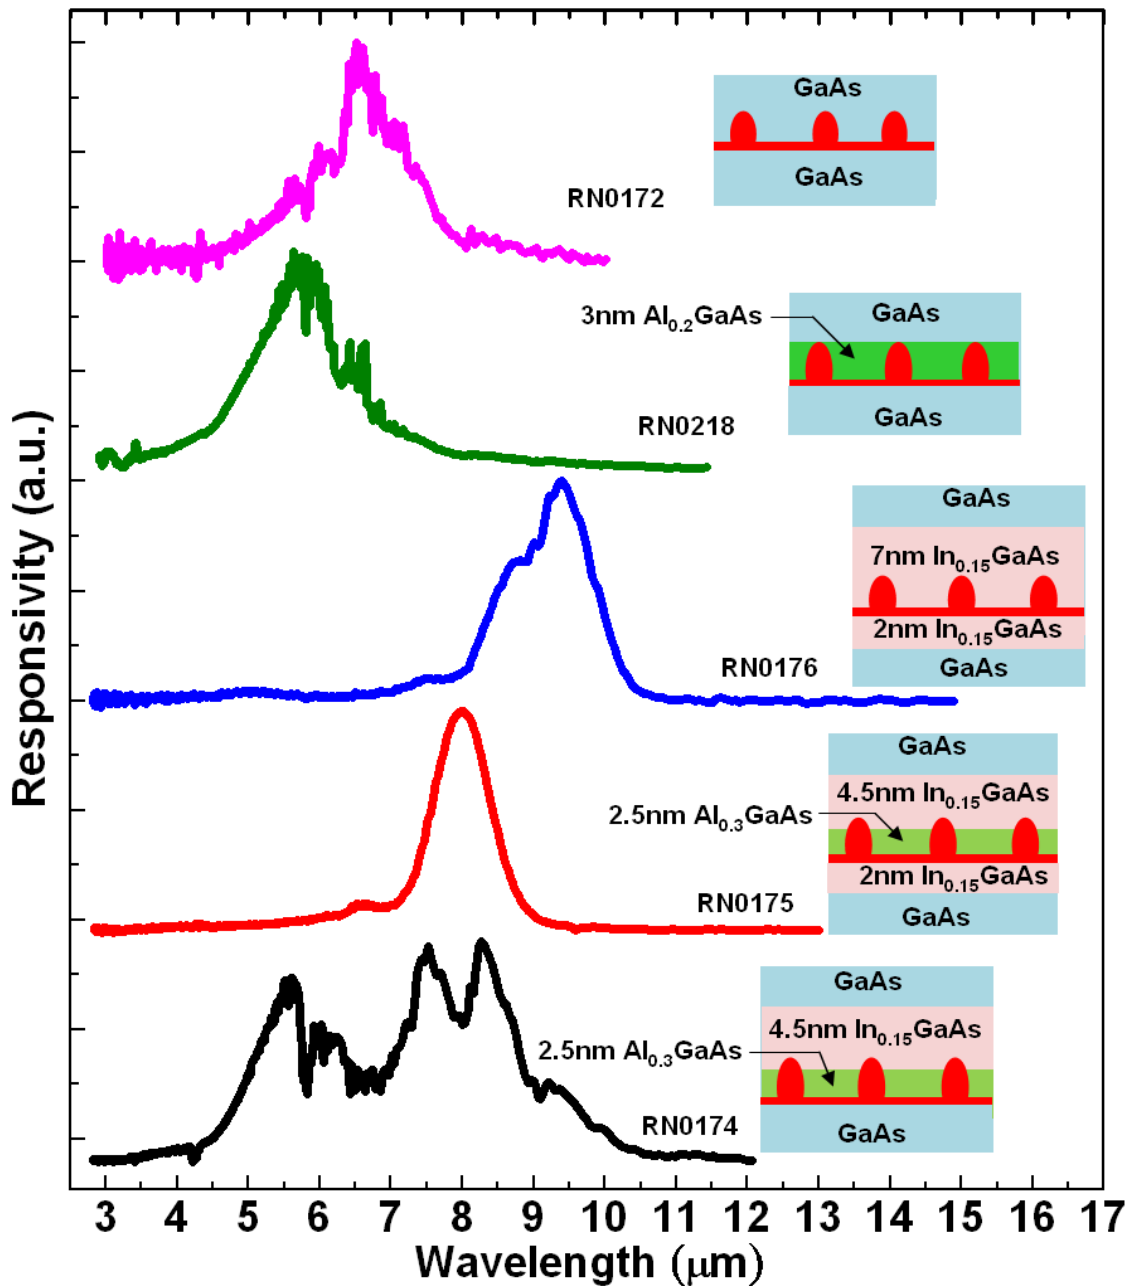 GaAs
RN0172
GaAs
3nm Al0.2GaAs
GaAs
RN0218
GaAs
GaAs
7nm In0.15GaAs
2nm In0.15GaAs
RN0176
GaAs
GaAs
4.5nm In0.15GaAs
2.5nm Al0.3GaAs
2nm In0.15GaAs
RN0175
GaAs
GaAs
4.5nm In0.15GaAs
2.5nm Al0.3GaAs
RN0174
GaAs
Responsivity (a.u.)
3 4 5 6 7 8 9 10 11 12 13 14 15 16 17
Wavelength (μm)